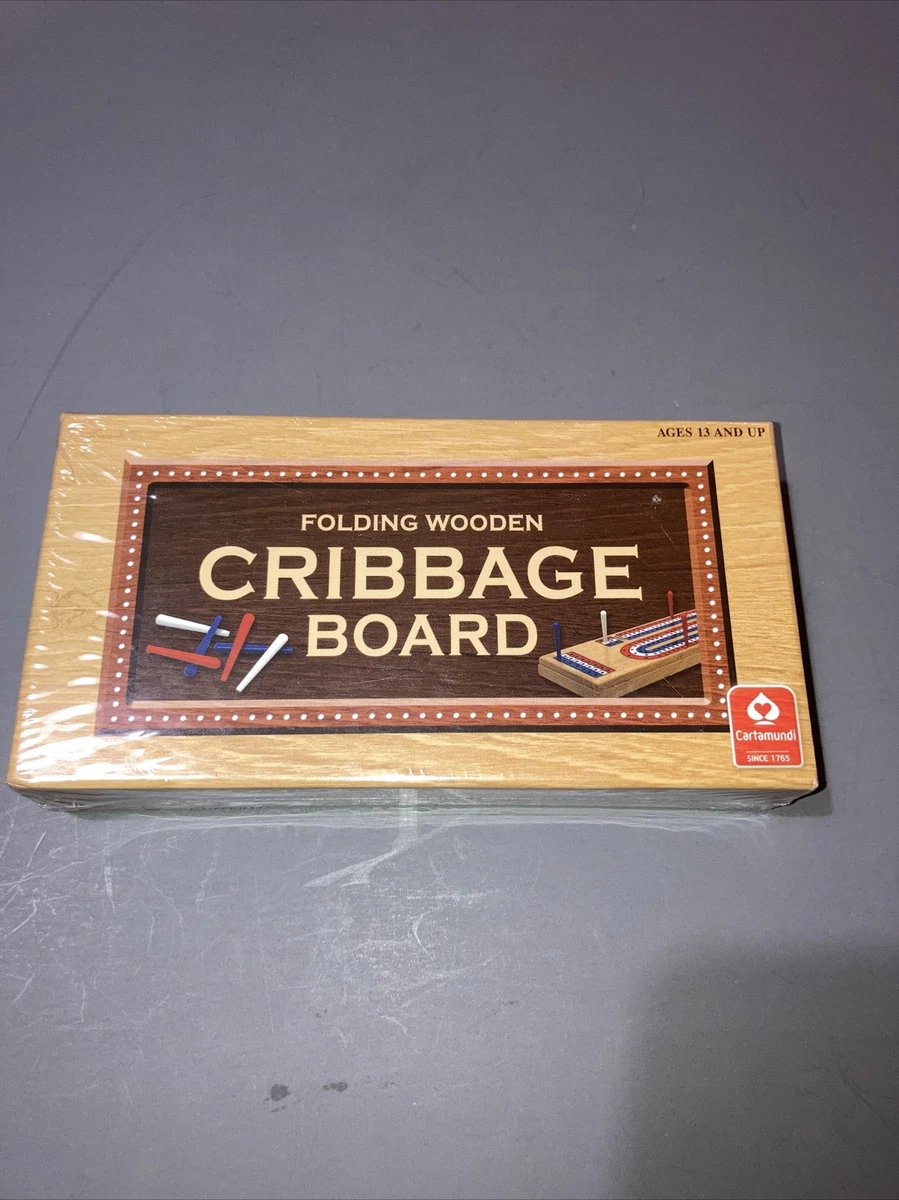 AGES 13 AND UP
FOLDING WOODEN
CRIBBAGE
BOARD
Cartamundi
SINCE 1765